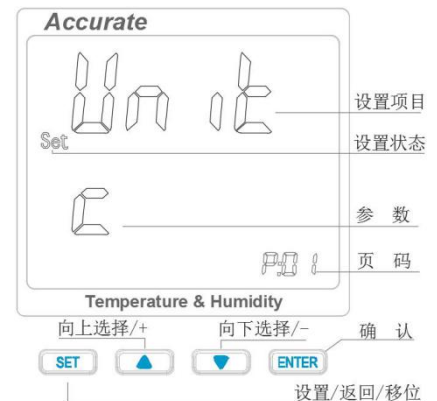 Accurate
Unit
设置项目
Set
设置状态
C
参 数
P:01
页 码
Temperature & Humidity
向上选择/+
向下选择/-
确 认
SET
ENTER
设置/返回/移位